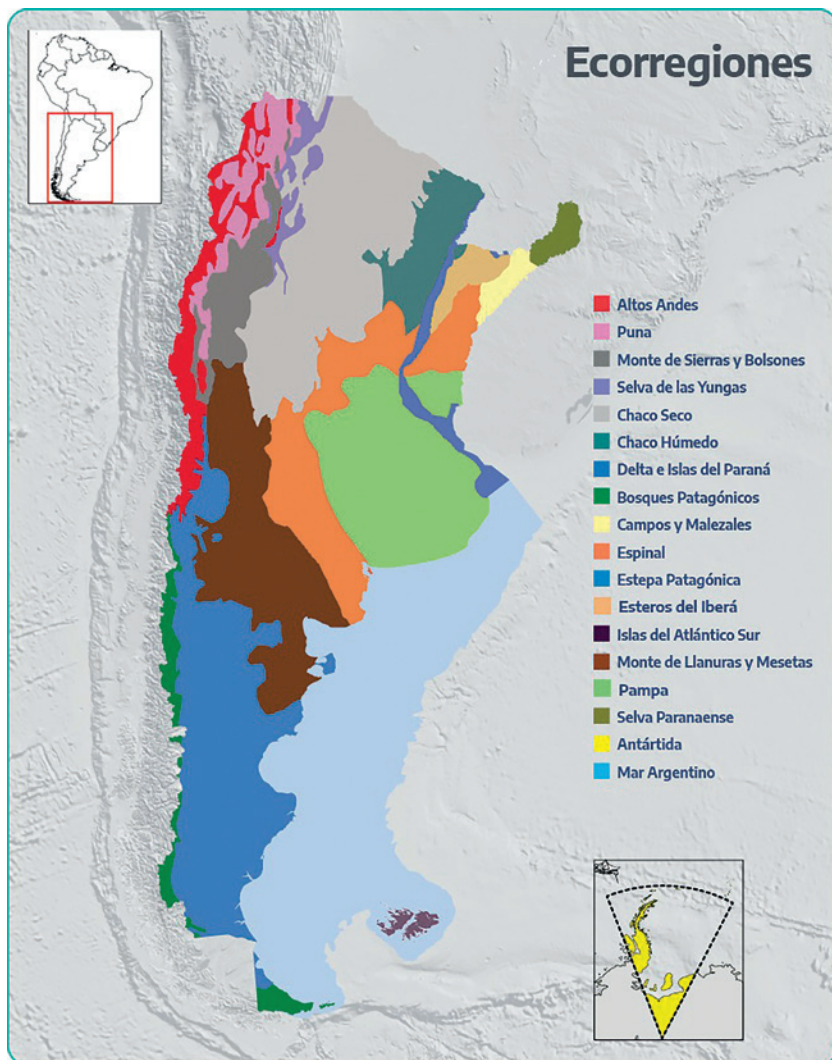 Ecorregiones
Altos Andes
Puna
Monte de Sierras y Bolsones
Selva de las Yungas
Chaco Seco
Chaco Húmedo
Delta e Islas del Paraná
Bosques Patagónicos
Campos y Malezales
Espinal
Estepa Patagónica
Esteros del Iberá
Islas del Atlántico Sur
Monte de Llanuras y Mesetas
Pampa
Selva Paranaense
Antártida
Mar Argentino